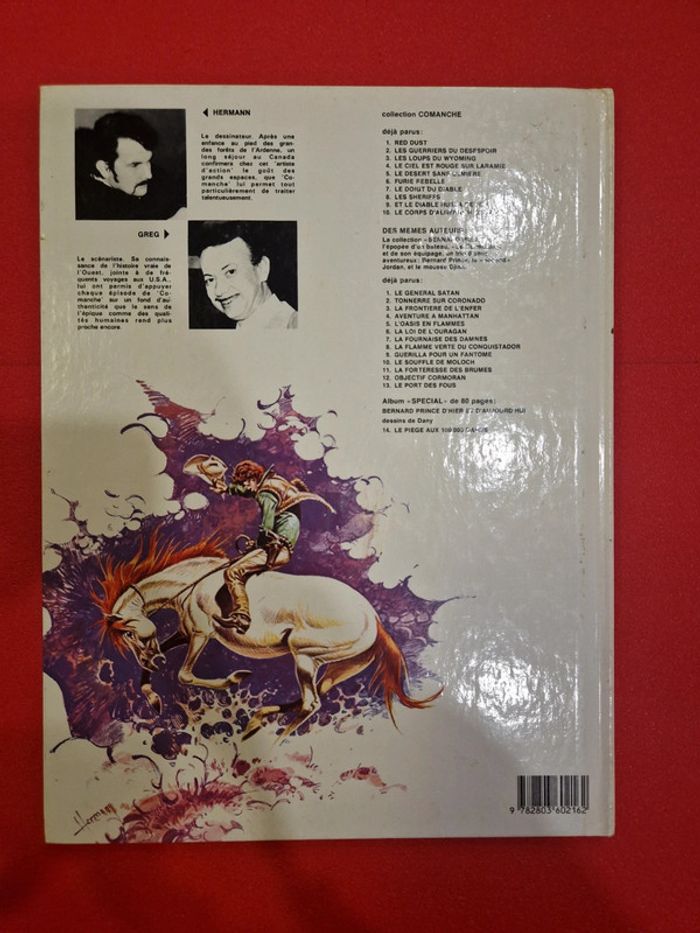 HERMANN
Le dessinateur. Après une
enfance au pied des gran-
des forêts de l'Ardenne, un
long séjour au Canada
confirmera chez cet 'artiste
d'action' le goût des
grands espaces, que 'Co-
manche' lui permet tout
particulièrement de traiter
talentueusement.
GREG
Le scénariste. Sa connais-
sance de l'histoire vraie de
l'Ouest, jointe à de fré-
quents voyages aux U.S.A.,
lui ont permis d'appuyer
chaque épisode de 'Co-
manche' sur un fond d'au-
thenticité que le sens de
l'épique comme des quali-
tés humaines rend plus
proche encore.
collection COMANCHE
déjà parus:
1. RED DUST
2. LES GUERRIERS DU DESESPOIR
3. LES LOUPS DU WYOMING
4. LE CIEL EST ROUGE SUR LARAMIE
5. LE DESERT SANS LUMIERE
6. FURIE REBELLE
7. LE DOIGT DU DIABLE
8. LES SHERIFFS
9. ET LE DIABLE HURLA DE
10. LE CORPS D'ALGERNON
DES MEMES AUTEURS
La collection «BERNARD PRINCE
l'épopée d'un bateau,
et de son équipage,
aventureux: Bernard Prince, le
Jordan, et le mousse Djinn.
déjà parus:
1. LE GENERAL SATAN
2. TONNERRE SUR CORONADO
3. LA FRONTIERE DE L'ENFER
4. AVENTURE A MANHATTAN
5. L'OASIS EN FLAMMES
6. LA LOI DE L'OURAGAN
7. LA FOURNAISE DES DAMNES
8. LA FLAMME VERTE DU CONQUISTADOR
9. GUERILLA POUR UN FANTOME
10. LE SOUFFLE DE MOLOCH
11. LA FORTERESSE DES BRUMES
12. OBJECTIF CORMORAN
13. LE PORT DES FOUS
Album «SPECIAL» de 80 pages:
BERNARD PRINCE D'HIER ET D'AUJOURD'HUI
dessins de Dany
14. LE PIEGE AUX 100 000 DARDS
Hermann
9 782803 602162